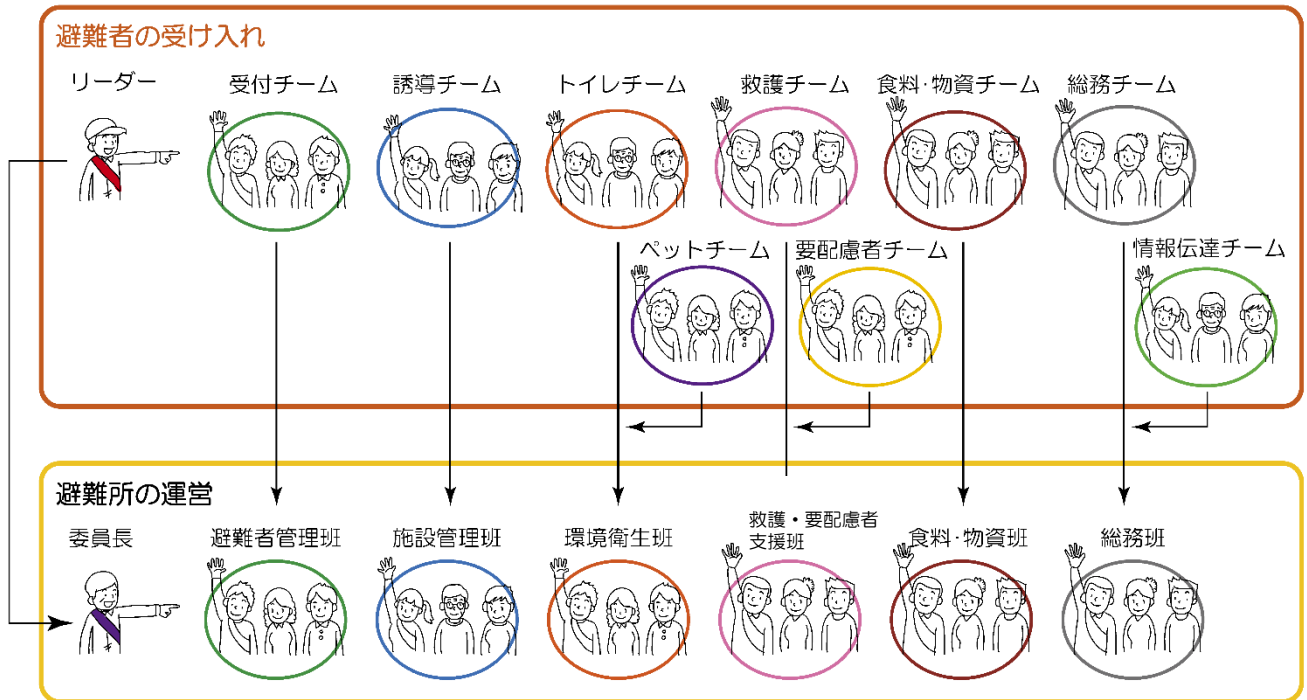 避難者の受け入れ
リーダー
受付チーム
誘導チーム
トイレチーム
救護チーム
食料･物資チーム
総務チーム
ペットチーム
要配慮者チーム
情報伝達チーム
避難所の運営
委員長
避難者管理班
施設管理班
環境衛生班
救護・要配慮者
支援班
食料･物資班
総務班